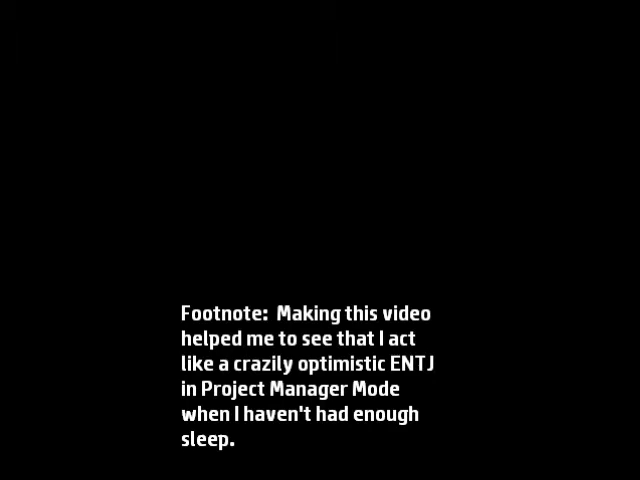 Footnote:  Making this video
helped me to see that I act
like a crazily optimistic ENTJ
in Project Manager Mode
when I haven't had enough
sleep.